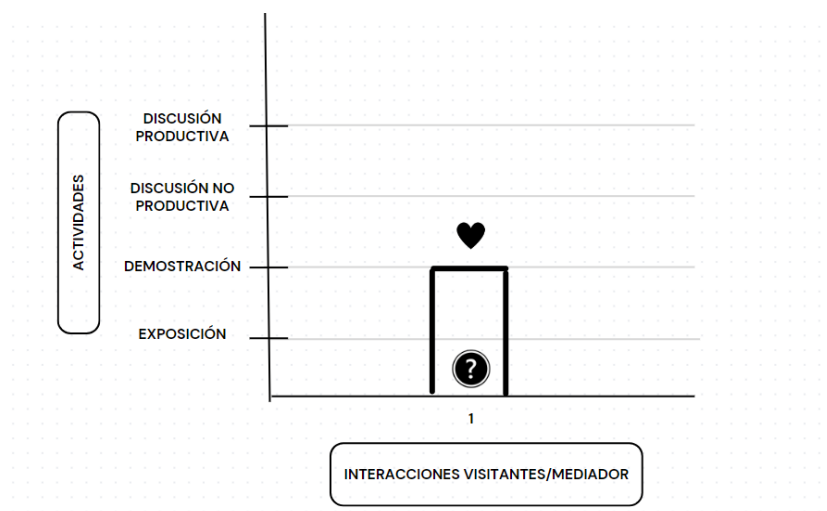 DISCUSIÓN
PRODUCTIVA
DISCUSIÓN NO
PRODUCTIVA
ACTIVIDADES
DEMOSTRACIÓN
EXPOSICIÓN
?
1
INTERACCIONES VISITANTES/MEDIADOR